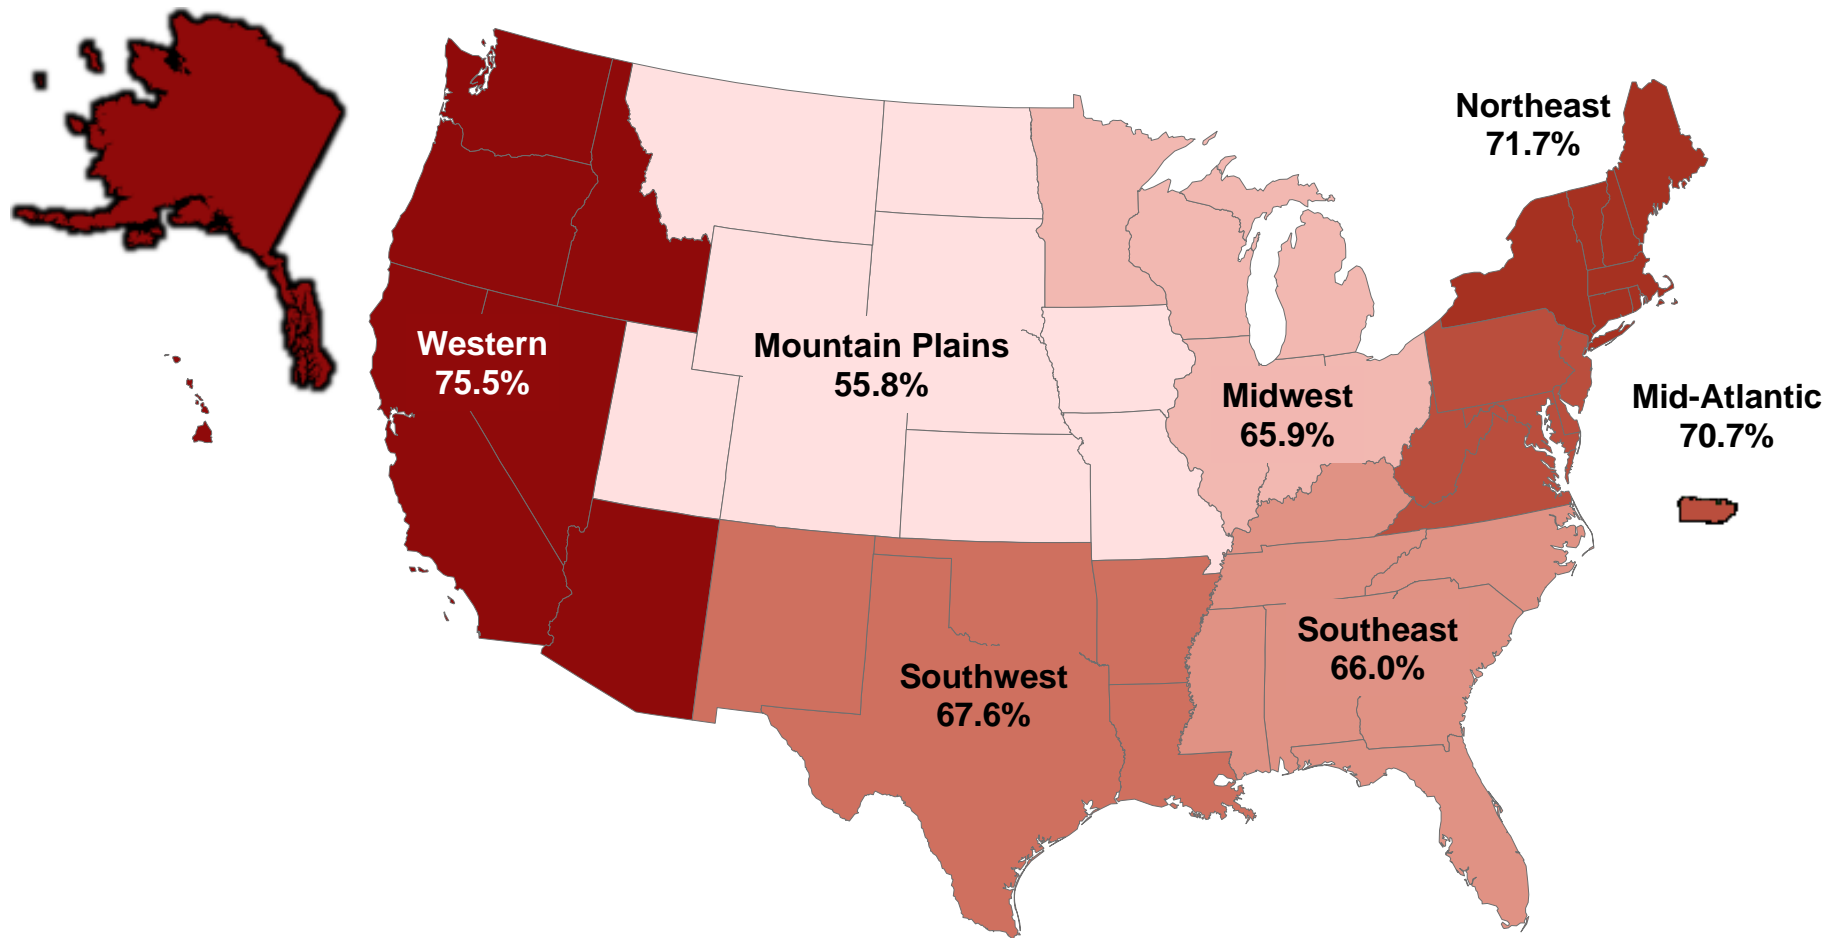 Northeast
71.7%
Western
75.5%
Mountain Plains
55.8%
Midwest
65.9%
Mid-Atlantic
70.7%
Southeast
66.0%
Southwest
67.6%